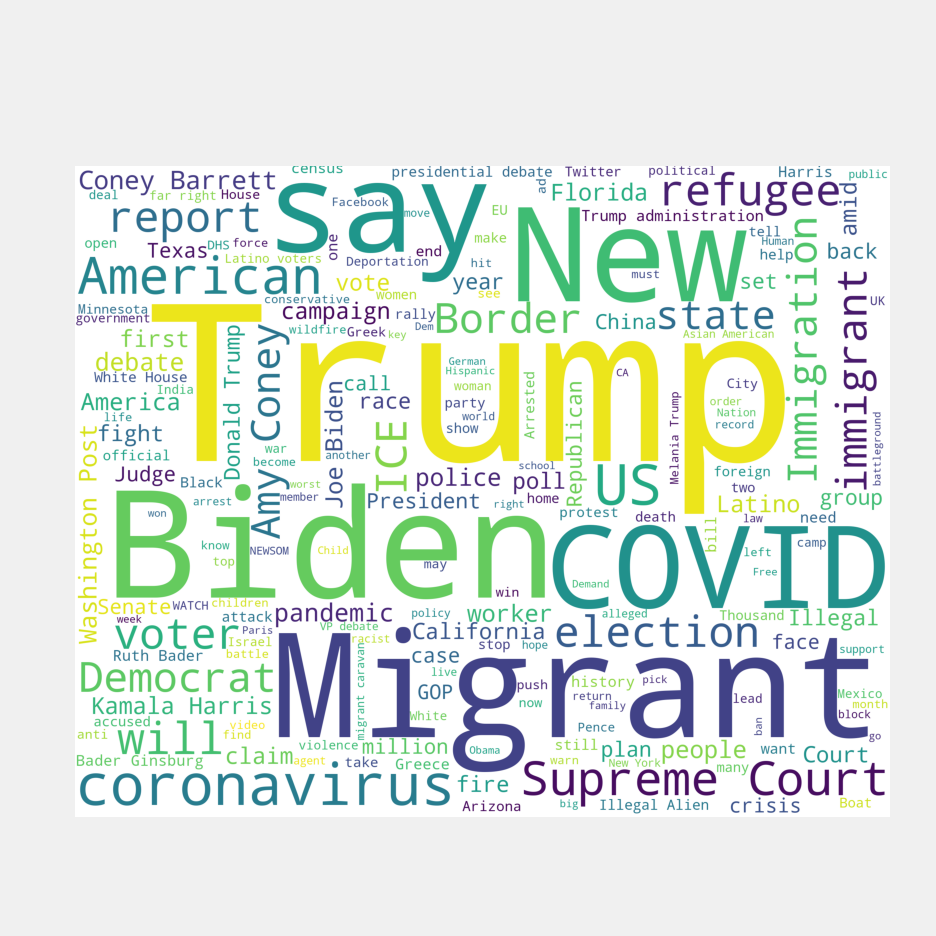 census
presidential debate
Twitter
political
Harris
public
Coney Barrett
say
refugee
deal
far right
House
Facebook
move
EU
ad
Florida
amid
report
New
Trump administration
tell
open
Texas
DHS
force
one
end
make
Human
help
back
Latino voters
Deportation
hit
American
vote
women
year
see
must
set
Immigration
immigrant
UK
Minnesota
government
conservative
campaign
rally
Border
China
state
first
wildfire
Greek
key
Dem
Asian American
Trump
debate
Donald Trump
Amy Coney
White House
India
German
Hispanic
woman
CA
City
America
life
call
race
party
world
show
Arrested
Republican
Melania Trump
order
Nation
record
fight
official
war
become
Joe Biden
another
ICE
battleground
Washington Post
Judge
Black
worst
member
police
school
poll
home
US
foreign
two
arrest
President
right
Latino
group
won
Biden
protest
death
bill
law
need
COVID
know
top
NEWSOM
Child
may
left
camp
Free
Demand
Senate
WATCH
children
attack
pandemic
win
policy
worker
alleged
Thousand
Illegal
week
voter
Paris
Israel
battle
VP debate
racist
California
stop
hope
election
face
support
Ruth Bader
migrant caravan
case
live
Migrant
Democrat
GOP
push
now
history
return
family
pick
lead
Mexico
month
block
Kamala Harris
accused
anti
will
video
find
White
Pence
ban
go
Bader Ginsburg
claim
agent
violence
take
million
Greece
Obama
still
warn
plan
New York
people
many
want
Court
coronavirus
fire
Arizona
Supreme Court
big
Illegal Alien
crisis
Boat